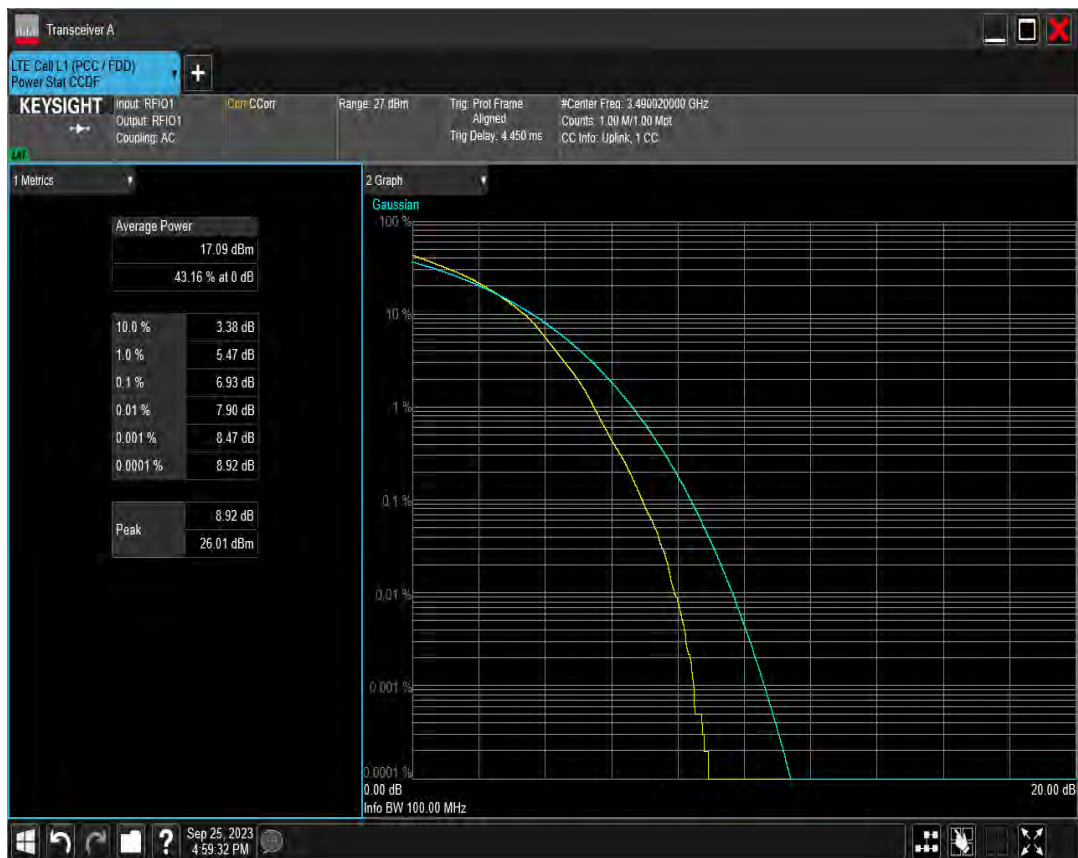 Transceiver A
LTE Cell L1 (PCC / FDD)
Power Stat CCDF
+
KEYSIGHT
Input: RFIO1
Output: RFIO1
Coupling: AC
Corr CCorr
Range: 27 dBm
Trig: Prot Frame
Aligned
Trig Delay: 4.450 ms
#Center Freq: 3.490020000 GHz
Counts: 1.00 M/1.00 Mpt
CC Info: Uplink, 1 CC
1 Metrics
Average Power
17.09 dBm
43.16 % at 0 dB
10.0 % 3.38 dB
1.0 % 5.47 dB
0.1 % 6.93 dB
0.01 % 7.90 dB
0.001 % 8.47 dB
0.0001 % 8.92 dB
Peak
8.92 dB
26.01 dBm
2 Graph
Gaussian
100 %
10 %
1 %
0.1 %
0.01 %
0.001 %
0.0001 %
0.00 dB
20.00 dB
Info BW 100.00 MHz
?
Sep 25, 2023
4:59:32 PM